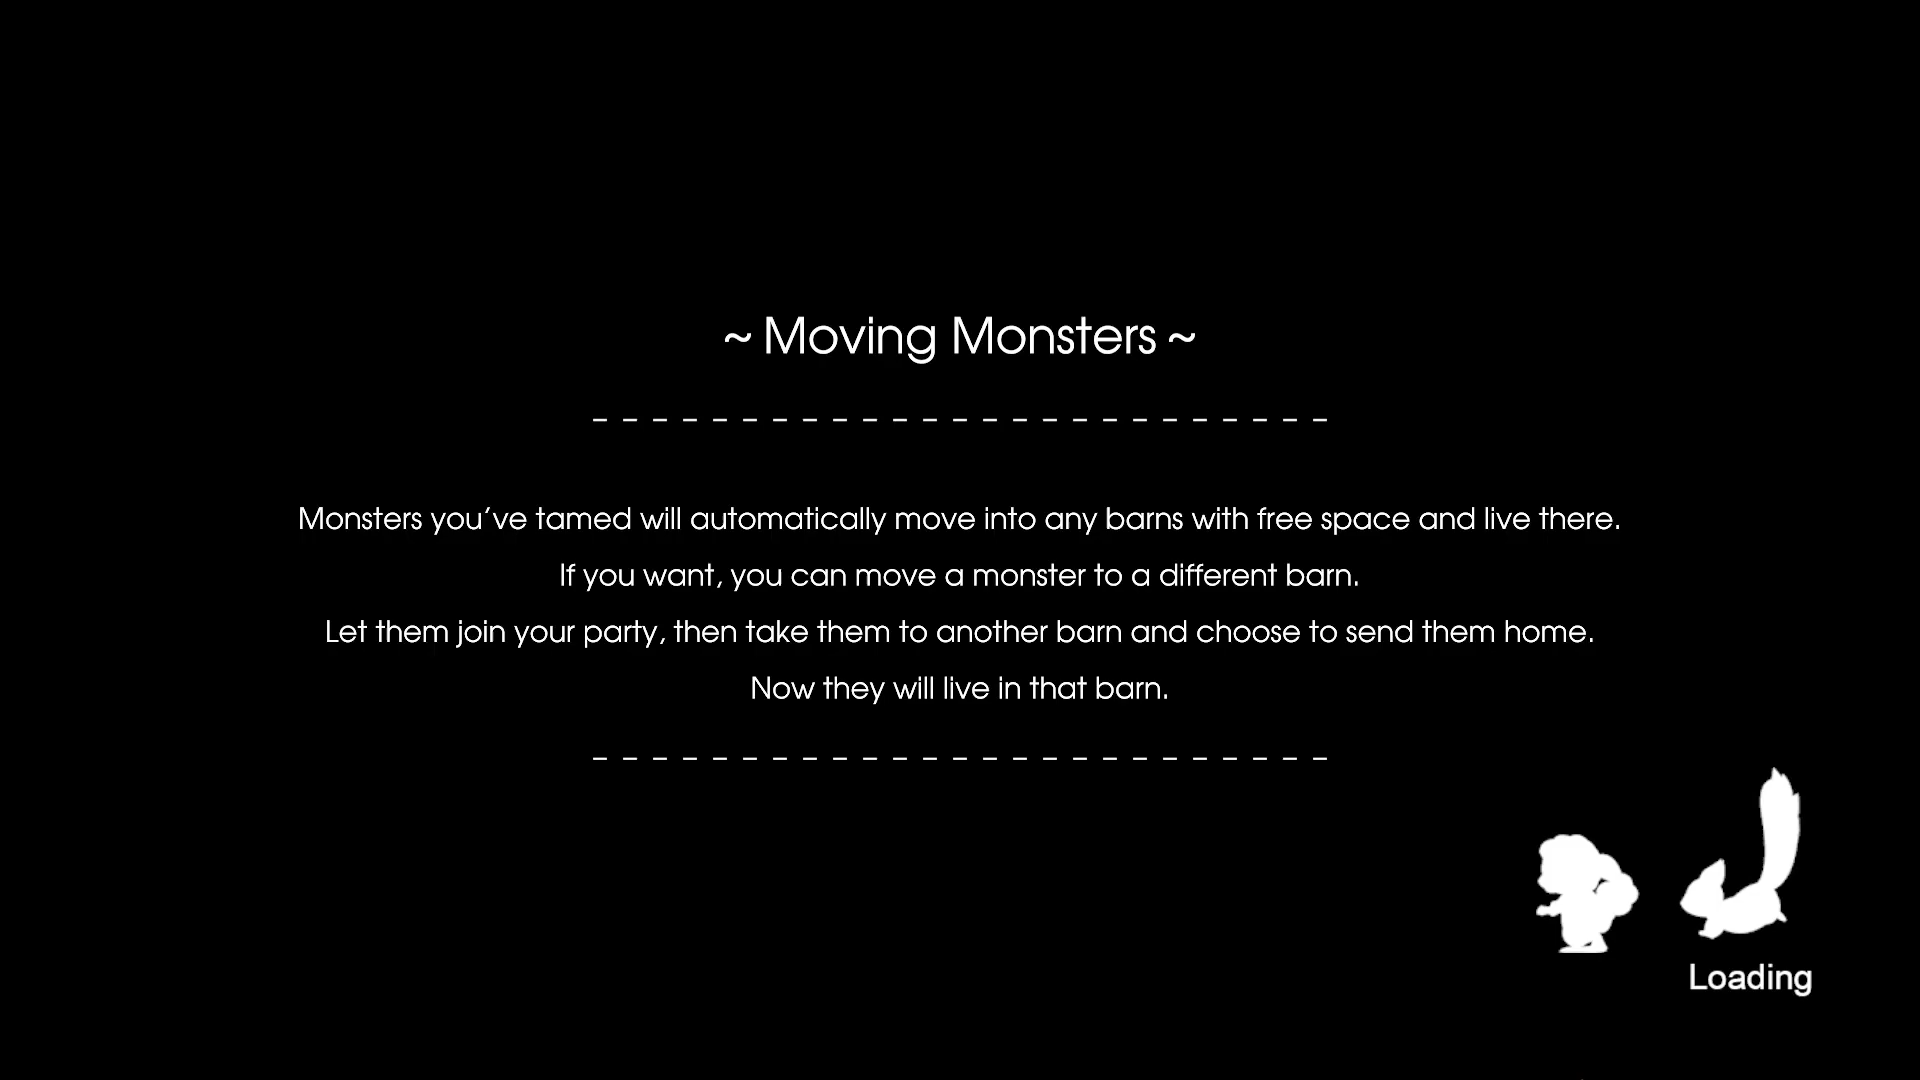 ~ Moving Monsters ~
Monsters you’ve tamed will automatically move into any barns with free space and live there.
If you want, you can move a monster to a different barn.
Let them join your party, then take them to another barn and choose to send them home.
Now they will live in that barn.
Loading